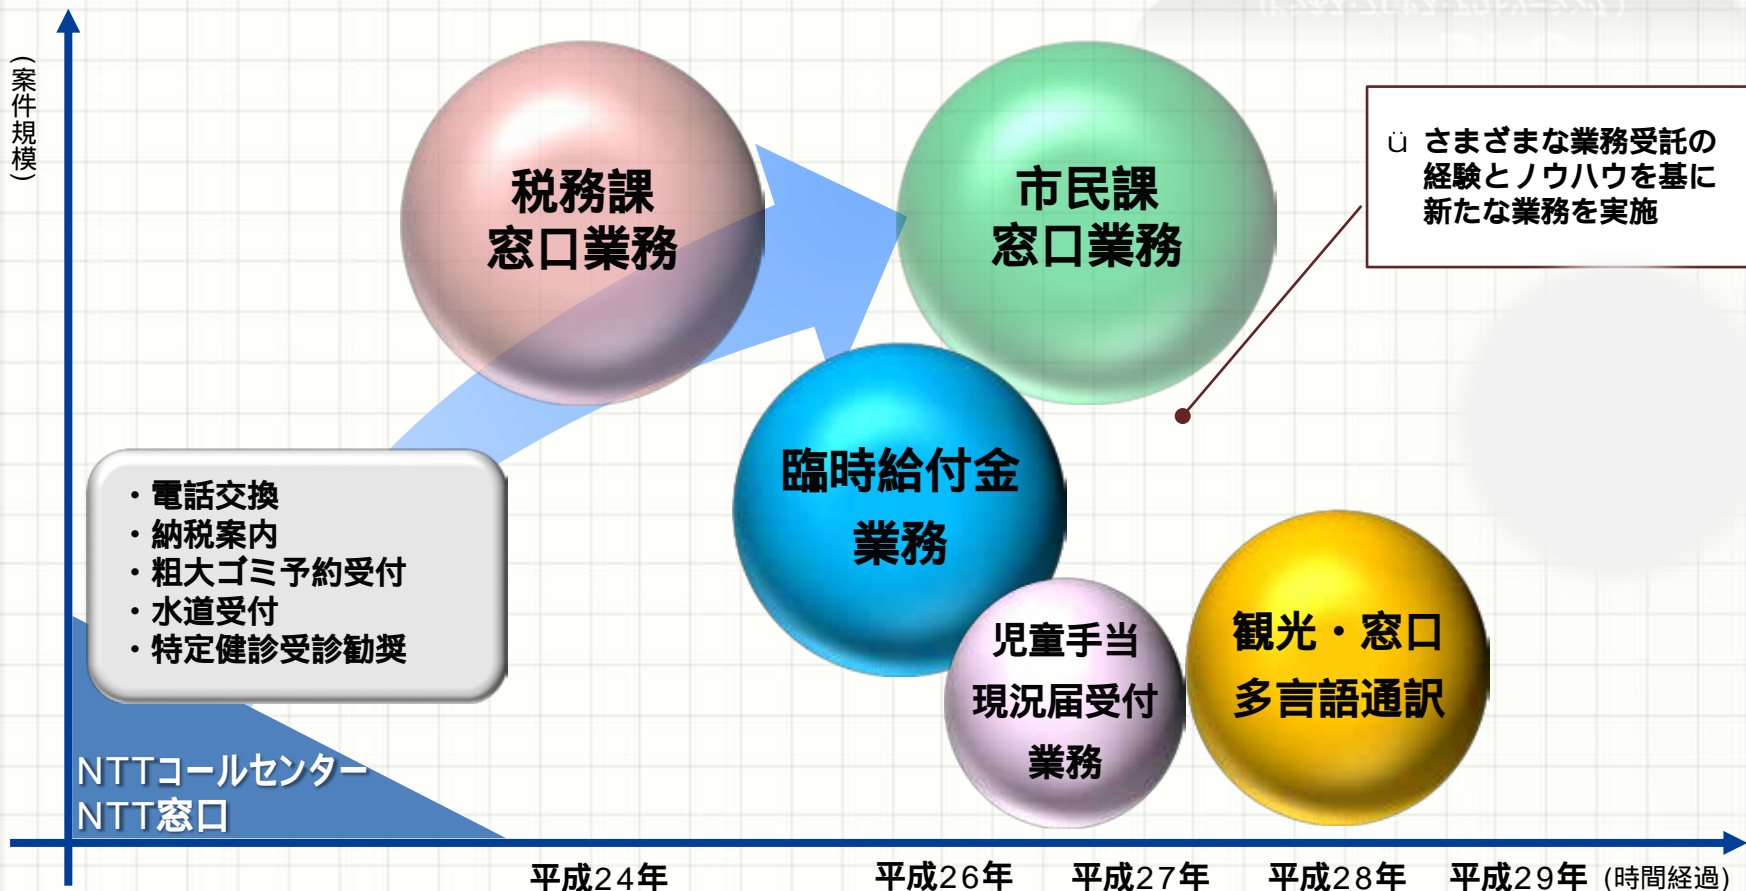 (案件規模)
税務課
窓口業務
市民課
窓口業務
ü さまざまな業務受託の
経験とノウハウを基に
新たな業務を実施
臨時給付金
業務
・電話交換
・納税案内
・粗大ゴミ予約受付
・水道受付
・特定健診受診勧奨
児童手当
現況届受付
業務
観光・窓口
多言語通訳
NTTコールセンター
NTT窓口
平成24年
平成26年
平成27年
平成28年
平成29年
(時間経過)